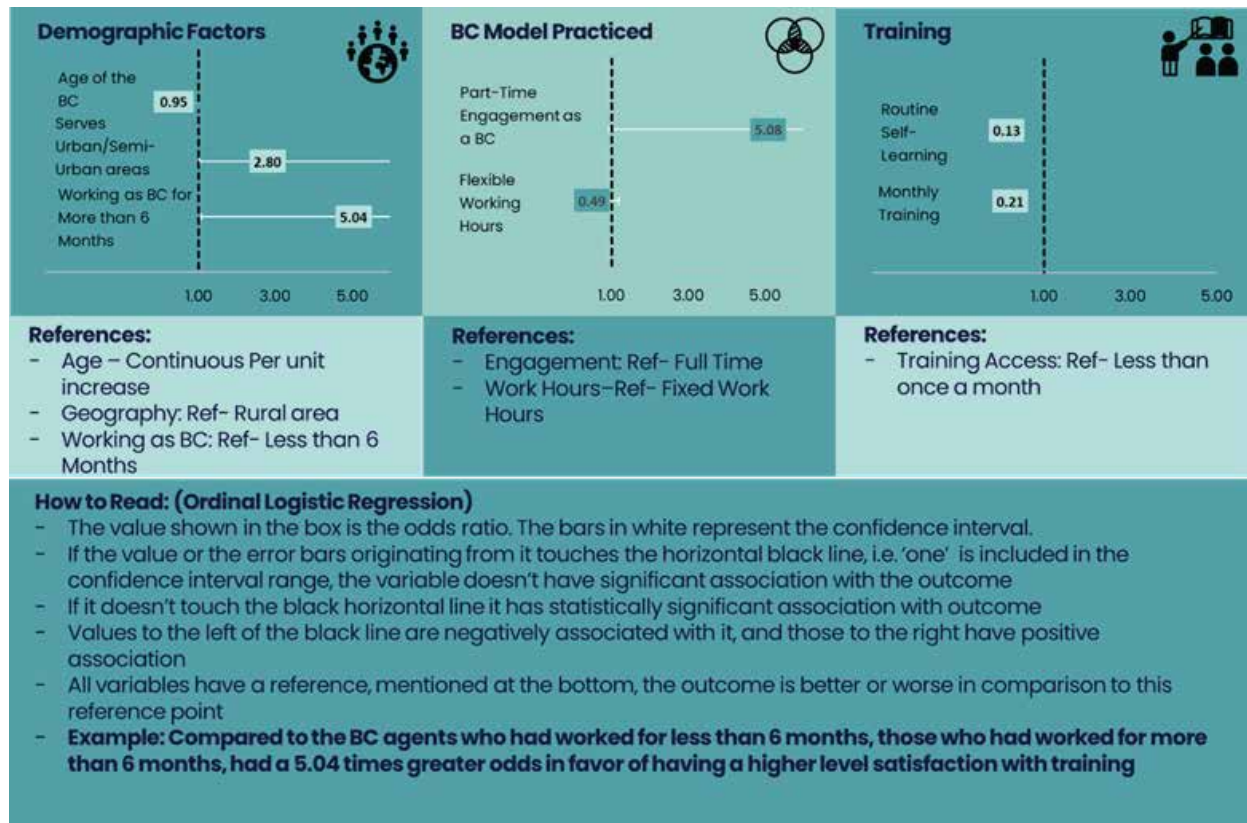 Demographic Factors
Age of the
BC
0.95
Serves
Urban/Semi-
Urban areas
2.80
Working as BC for
More than 6
Months
5.04
1.00 3.00 5.00
BC Model Practiced
Part-Time
Engagement as
a BC
5.08
Flexible
Working
Hours
0.49
1.00 3.00 5.00
Training
Routine
Self-
Learning
0.13
Monthly
Training
0.21
1.00 3.00 5.00
References:
- Age – Continuous Per unit
increase
- Geography: Ref- Rural area
- Working as BC: Ref- Less than 6
Months
References:
- Engagement: Ref- Full Time
- Work Hours–Ref- Fixed Work
Hours
References:
- Training Access: Ref- Less than
once a month
How to Read: (Ordinal Logistic Regression)
- The value shown in the box is the odds ratio. The bars in white represent the confidence interval.
- If the value or the error bars originating from it touches the horizontal black line, i.e. ‘one’ is included in the
confidence interval range, the variable doesn’t have significant association with the outcome
- If it doesn’t touch the black horizontal line it has statistically significant association with outcome
- Values to the left of the black line are negatively associated with it, and those to the right have positive
association
- All variables have a reference, mentioned at the bottom, the outcome is better or worse in comparison to this
reference point
- Example: Compared to the BC agents who had worked for less than 6 months, those who had worked for more
than 6 months, had a 5.04 times greater odds in favor of having a higher level satisfaction with training